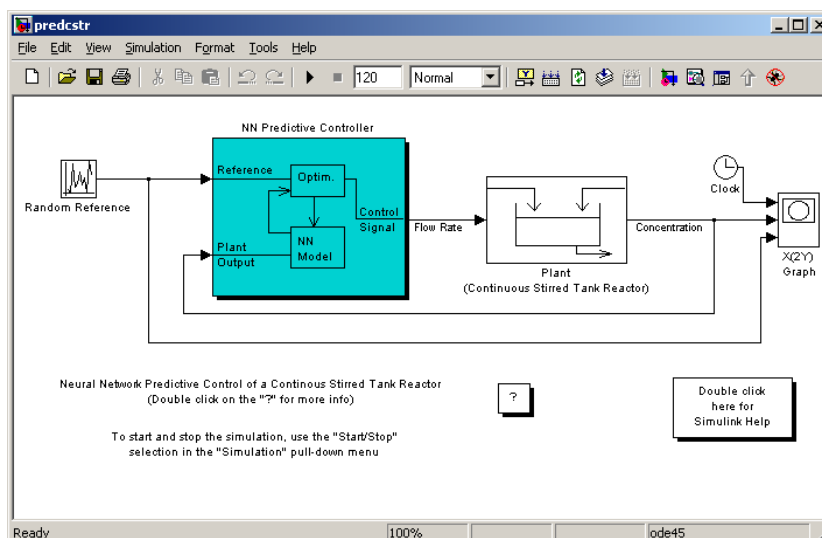 predcstr
File Edit View Simulation Format Tools Help
120 Normal
NN Predictive Controller
Reference
Optim.
Random Reference
Control
Signal
Flow Rate
Plant
Output
NN
Model
Plant
(Continuous Stirred Tank Reactor)
Concentration
Clock
X(2Y)
Graph
Neural Network Predictive Control of a Continous Stirred Tank Reactor
(Double click on the "?" for more info)
?
Double click
here for
Simulink Help
To start and stop the simulation, use the "Start/Stop"
selection in the "Simulation" pull-down menu
Ready 100% ode45